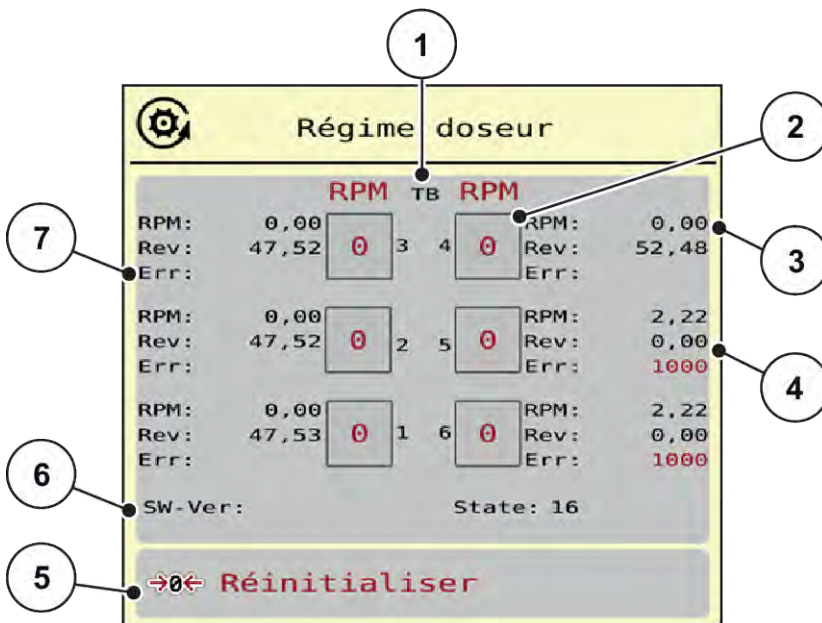 1
Régime doseur
2
RPM TB RPM
RPM: 0,00 RPM: 0,00
Rev: 47,52 0 3 4 0 Rev: 52,48
Err: Err:
7
3
RPM: 0,00 RPM: 2,22
Rev: 47,52 0 2 5 0 Rev: 0,00
Err: Err: 1000
4
RPM: 0,00 RPM: 2,22
Rev: 47,53 0 1 6 0 Rev: 0,00
Err: Err: 1000
6
SW-Ver: State: 16
5
→0← Réinitialiser